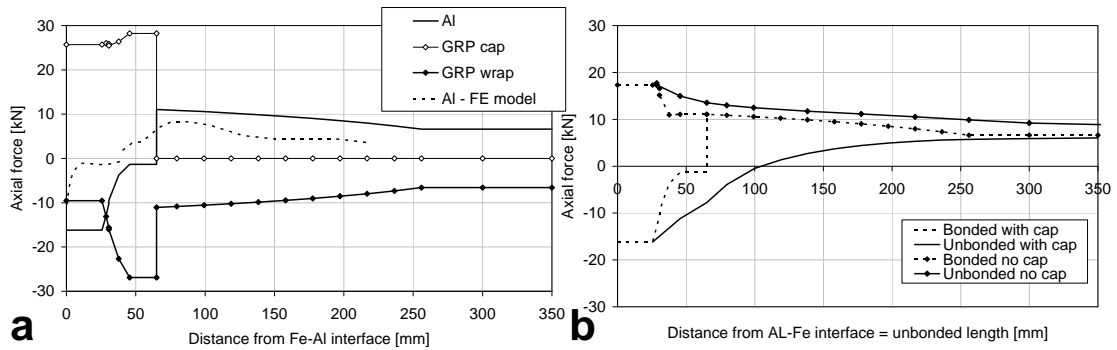 30
20
10
0
-10
-20
-30
Axial force [kN]
Al
GRP cap
GRP wrap
Al - FE model
0 50 100 150 200 250 300 350
Distance from Fe-Al interface [mm]
a
30
20
10
0
-10
-20
-30
Axial force [kN]
0 50 100 150 200 250 300 350
Bonded with cap
Unbonded with cap
Bonded no cap
Unbonded no cap
Distance from AL-Fe interface = unbonded length [mm]
b